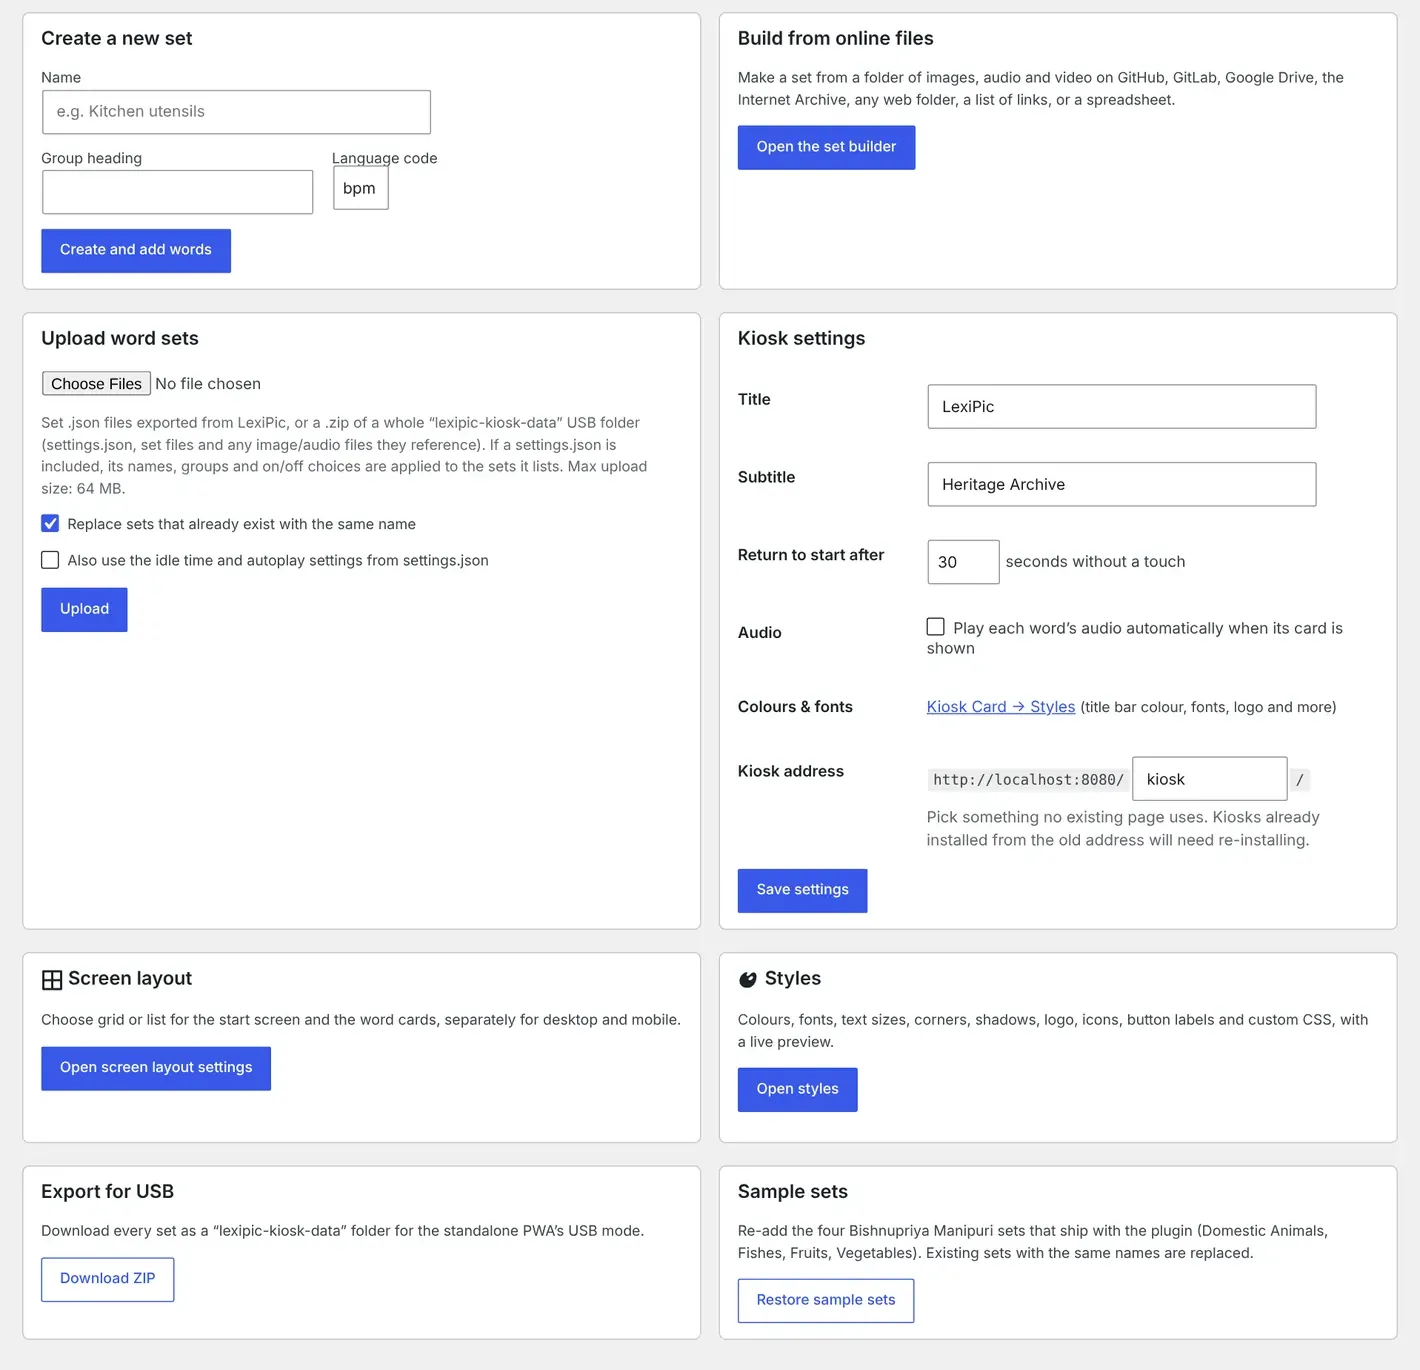 Create a new set
Name
e.g. Kitchen utensils
Group heading
Language code
bpm
Create and add words
Build from online files
Make a set from a folder of images, audio and video on GitHub, GitLab, Google Drive, the
Internet Archive, any web folder, a list of links, or a spreadsheet.
Open the set builder
Upload word sets
Choose Files No file chosen
Set .json files exported from LexiPic, or a .zip of a whole “lexipic-kiosk-data” USB folder
(settings.json, set files and any image/audio files they reference). If a settings.json is
included, its names, groups and on/off choices are applied to the sets it lists. Max upload
size: 64 MB.
Replace sets that already exist with the same name
Also use the idle time and autoplay settings from settings.json
Upload
Kiosk settings
Title
LexiPic
Subtitle
Heritage Archive
Return to start after
30 seconds without a touch
Audio
Play each word’s audio automatically when its card is
shown
Colours & fonts
Kiosk Card → Styles (title bar colour, fonts, logo and more)
Kiosk address
http://localhost:8080/ kiosk /
Pick something no existing page uses. Kiosks already
installed from the old address will need re-installing.
Save settings
Screen layout
Choose grid or list for the start screen and the word cards, separately for desktop and mobile.
Open screen layout settings
Styles
Colours, fonts, text sizes, corners, shadows, logo, icons, button labels and custom CSS, with
a live preview.
Open styles
Export for USB
Download every set as a “lexipic-kiosk-data” folder for the standalone PWA’s USB mode.
Download ZIP
Sample sets
Re-add the four Bishnupriya Manipuri sets that ship with the plugin (Domestic Animals,
Fishes, Fruits, Vegetables). Existing sets with the same names are replaced.
Restore sample sets